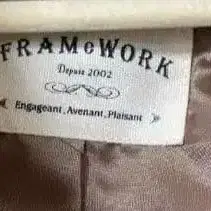 FRAMeWORK
Depuis 2002
Engageant, Avenant, Plaisant